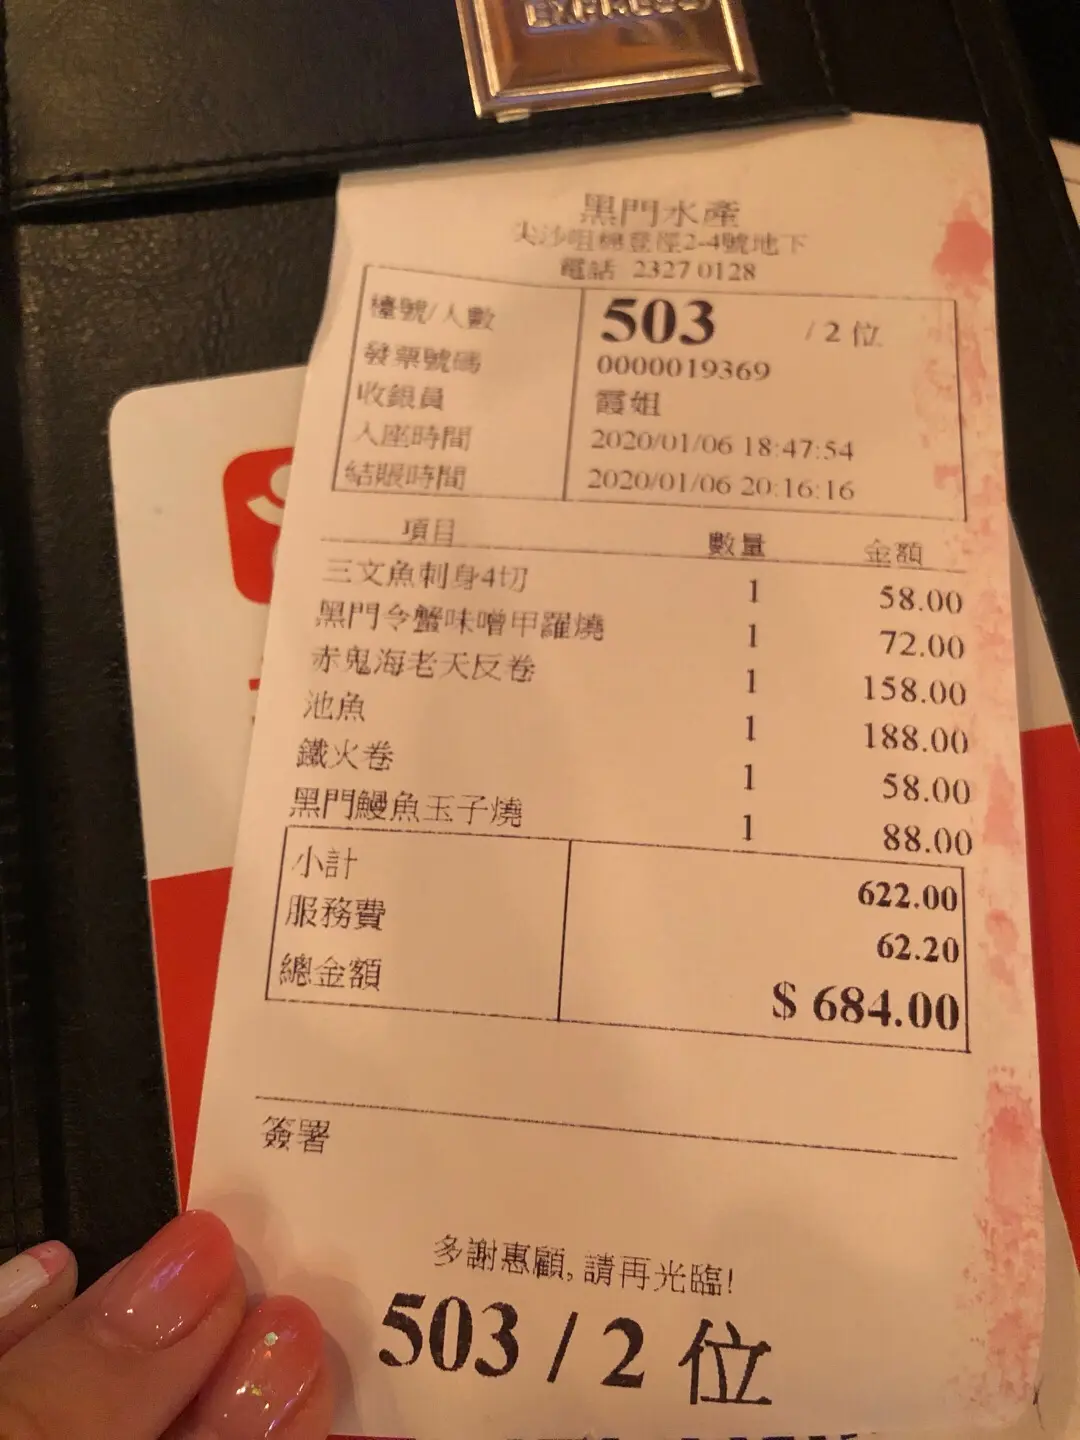 EXPRESS
黑門水產
尖沙咀棉登徑2-4號地下
電話 2327 0128
檯號/人數 503 / 2 位
發票號碼 0000019369
收銀員 霞姐
入座時間 2020/01/06 18:47:54
結賬時間 2020/01/06 20:16:16
項目 數量 金額
三文魚刺身4切 1 58.00
黑門令蟹味噌甲羅燒 1 72.00
赤鬼海老天反卷 1 158.00
池魚 1 188.00
鐵火卷 1 58.00
黑門鰻魚玉子燒 1 88.00
小計 622.00
服務費 62.20
總金額 $ 684.00
簽署
多謝惠顧, 請再光臨!
503 / 2 位